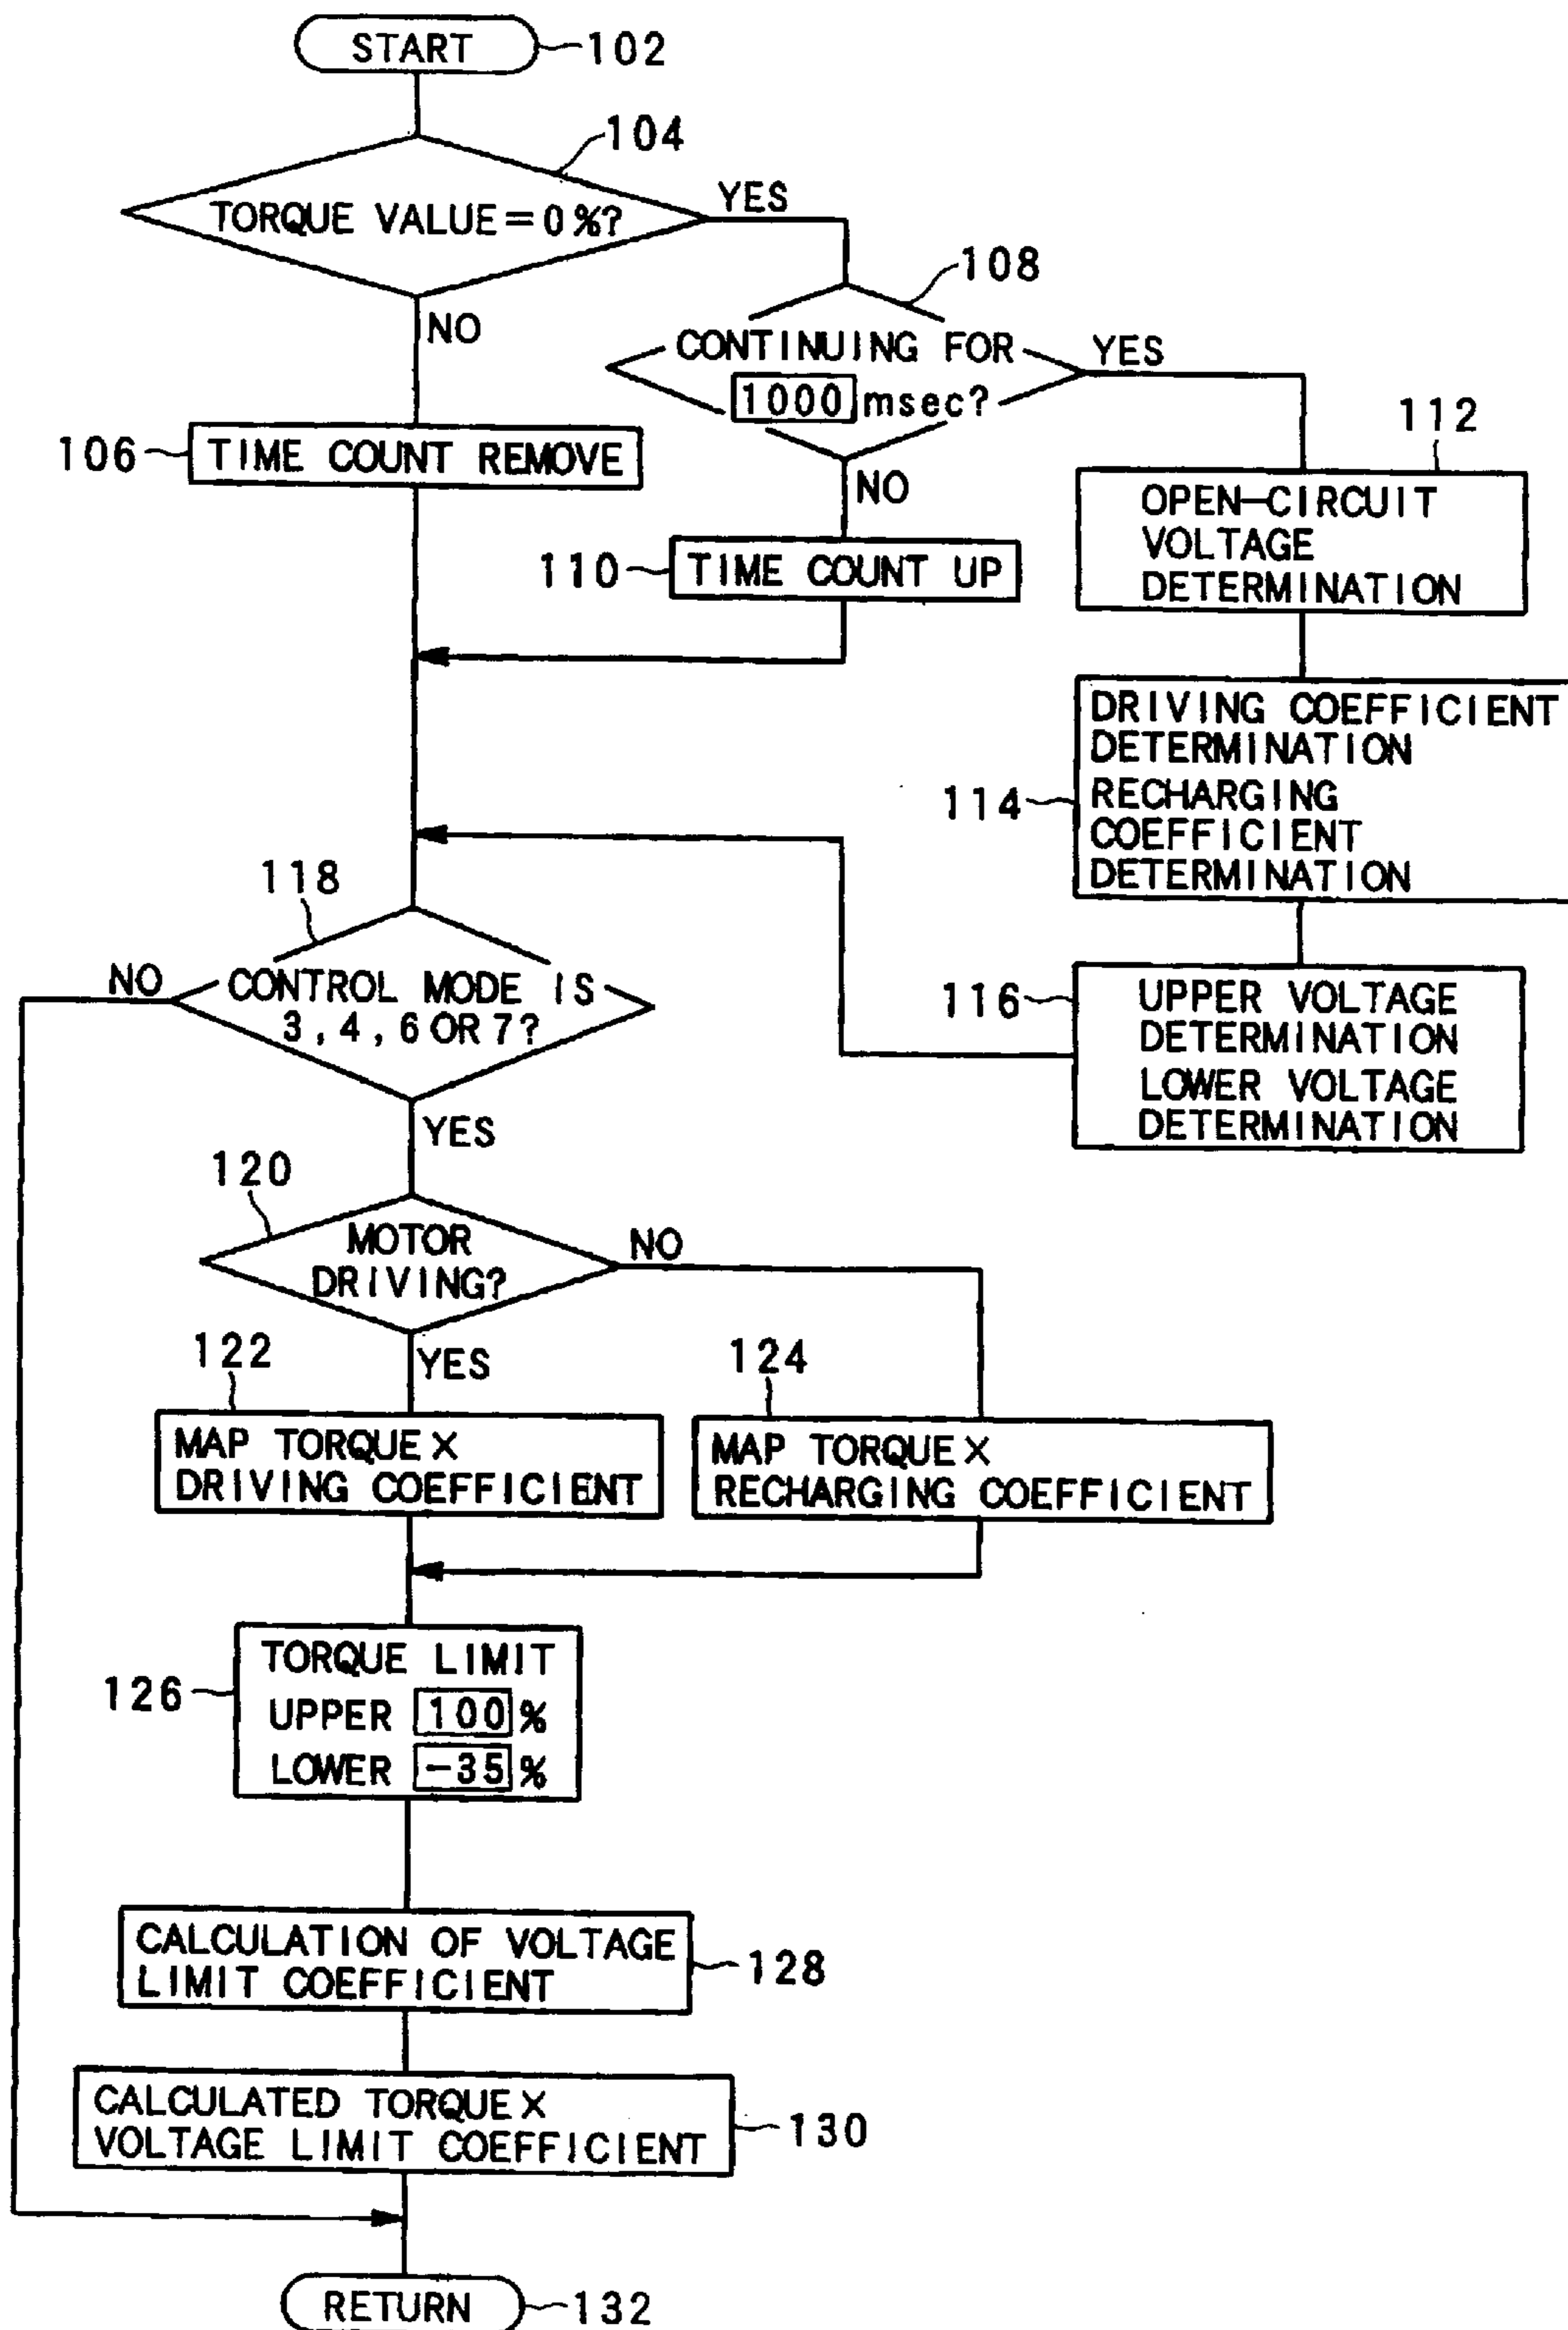 START
102
104
TORQUE VALUE=0%?
YES
NO
108
CONTINUING FOR
1000 msec?
YES
NO
106
TIME COUNT REMOVE
110
TIME COUNT UP
112
OPEN-CIRCUIT
VOLTAGE
DETERMINATION
114
DRIVING COEFFICIENT
DETERMINATION
RECHARGING
COEFFICIENT
DETERMINATION
116
UPPER VOLTAGE
DETERMINATION
LOWER VOLTAGE
DETERMINATION
118
NO
CONTROL MODE IS
3, 4, 6 OR 7?
YES
120
MOTOR
DRIVING?
NO
YES
122
MAP TORQUE X
DRIVING COEFFICIENT
124
MAP TORQUE X
RECHARGING COEFFICIENT
126
TORQUE LIMIT
UPPER 100 %
LOWER -35 %
CALCULATION OF VOLTAGE
LIMIT COEFFICIENT
128
CALCULATED TORQUE X
VOLTAGE LIMIT COEFFICIENT
130
RETURN
132